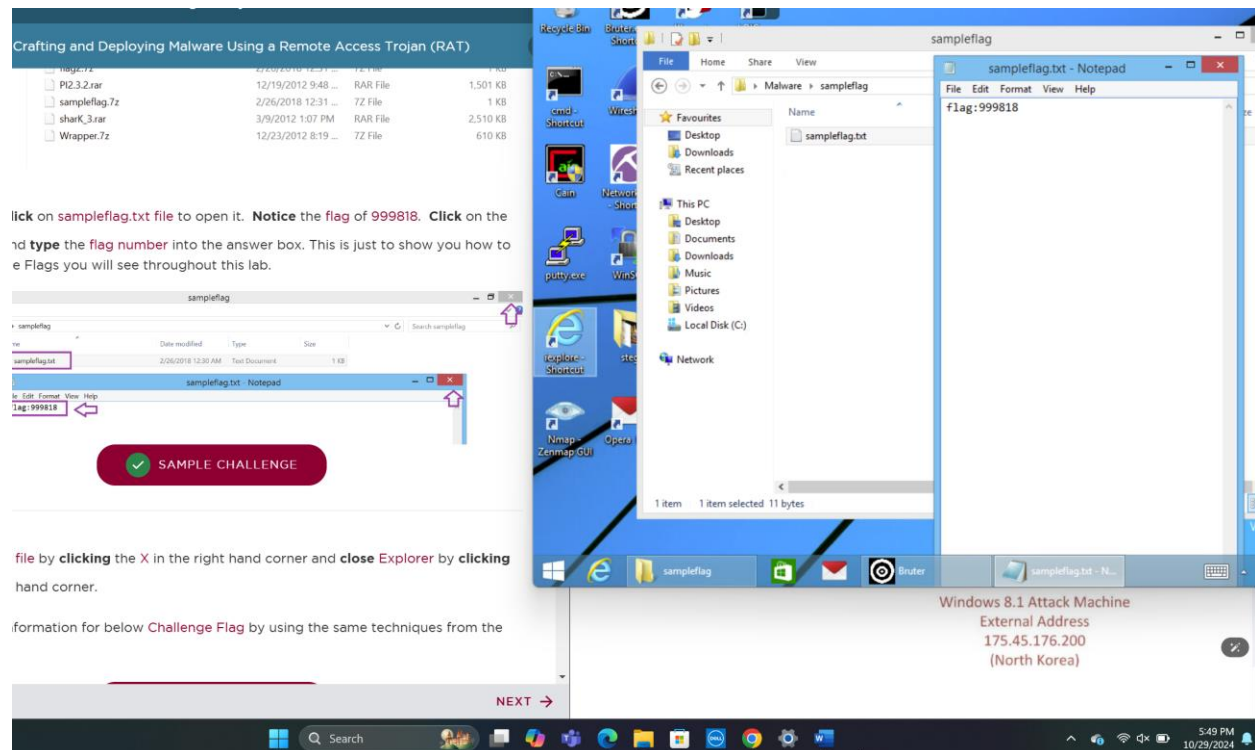 Crafting and Deploying Malware Using a Remote Access Trojan (RAT)
PI2.3.2.rar 12/19/2012 9:48 ... RAR File 1,501 KB
sampleflag.7z 2/26/2018 12:31 ... 7Z File 1 KB
sharK_3.rar 3/9/2012 1:07 PM RAR File 2,510 KB
Wrapper.7z 12/23/2012 8:19 ... 7Z File 610 KB
lick on sampleflag.txt file to open it. Notice the flag of 999818. Click on the
nd type the flag number into the answer box. This is just to show you how to
e Flags you will see throughout this lab.
sampleflag
sampleflag
Search sampleflag
Date modified Type Size
sampleflag.txt 2/26/2018 12:30 AM Text Document 1 KB
sampleflag.txt - Notepad
Edit Format View Help
flag:999818
SAMPLE CHALLENGE
file by clicking the X in the right hand corner and close Explorer by clicking
hand corner.
formation for below Challenge Flag by using the same techniques from the
NEXT →
Recycle Bin
cmd - Shortcut
Cain
putty.exe
iexplore - Shortcut
Nmap - Zenmap GUI
sampleflag
File Home Share View
Malware ▸ sampleflag
Favourites
Desktop
Downloads
Recent places
This PC
Desktop
Documents
Downloads
Music
Pictures
Videos
Local Disk (C:)
Network
Name
sampleflag.txt
1 item 1 item selected 11 bytes
sampleflag.txt - Notepad
File Edit Format View Help
flag:999818
sampleflag
Bruter
sampleflag.txt - N...
Windows 8.1 Attack Machine
External Address
175.45.176.200
(North Korea)
Search
5:49 PM
10/29/2024